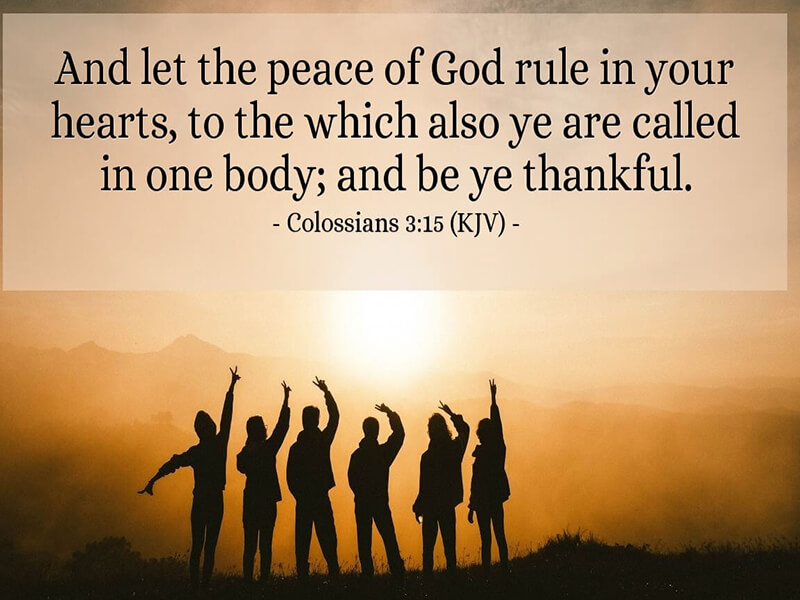 And let the peace of God rule in your
hearts, to the which also ye are called
in one body; and be ye thankful.
- Colossians 3:15 (KJV) -